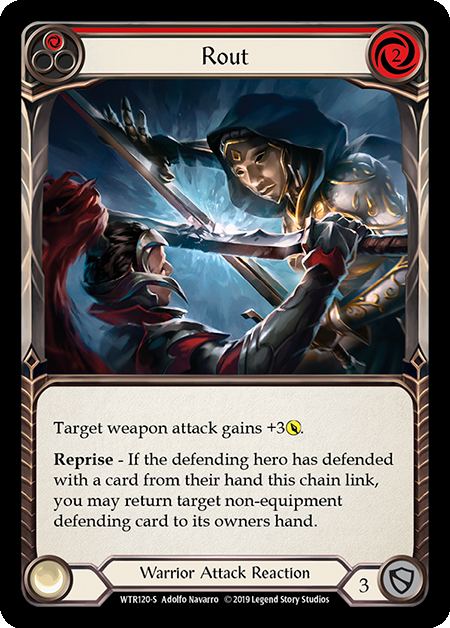 Rout
2
Target weapon attack gains +3.
Reprise - If the defending hero has defended
with a card from their hand this chain link,
you may return target non-equipment
defending card to its owners hand.
Warrior Attack Reaction
3
WTR120-S Adolfo Navarro ©2019 Legend Story Studios